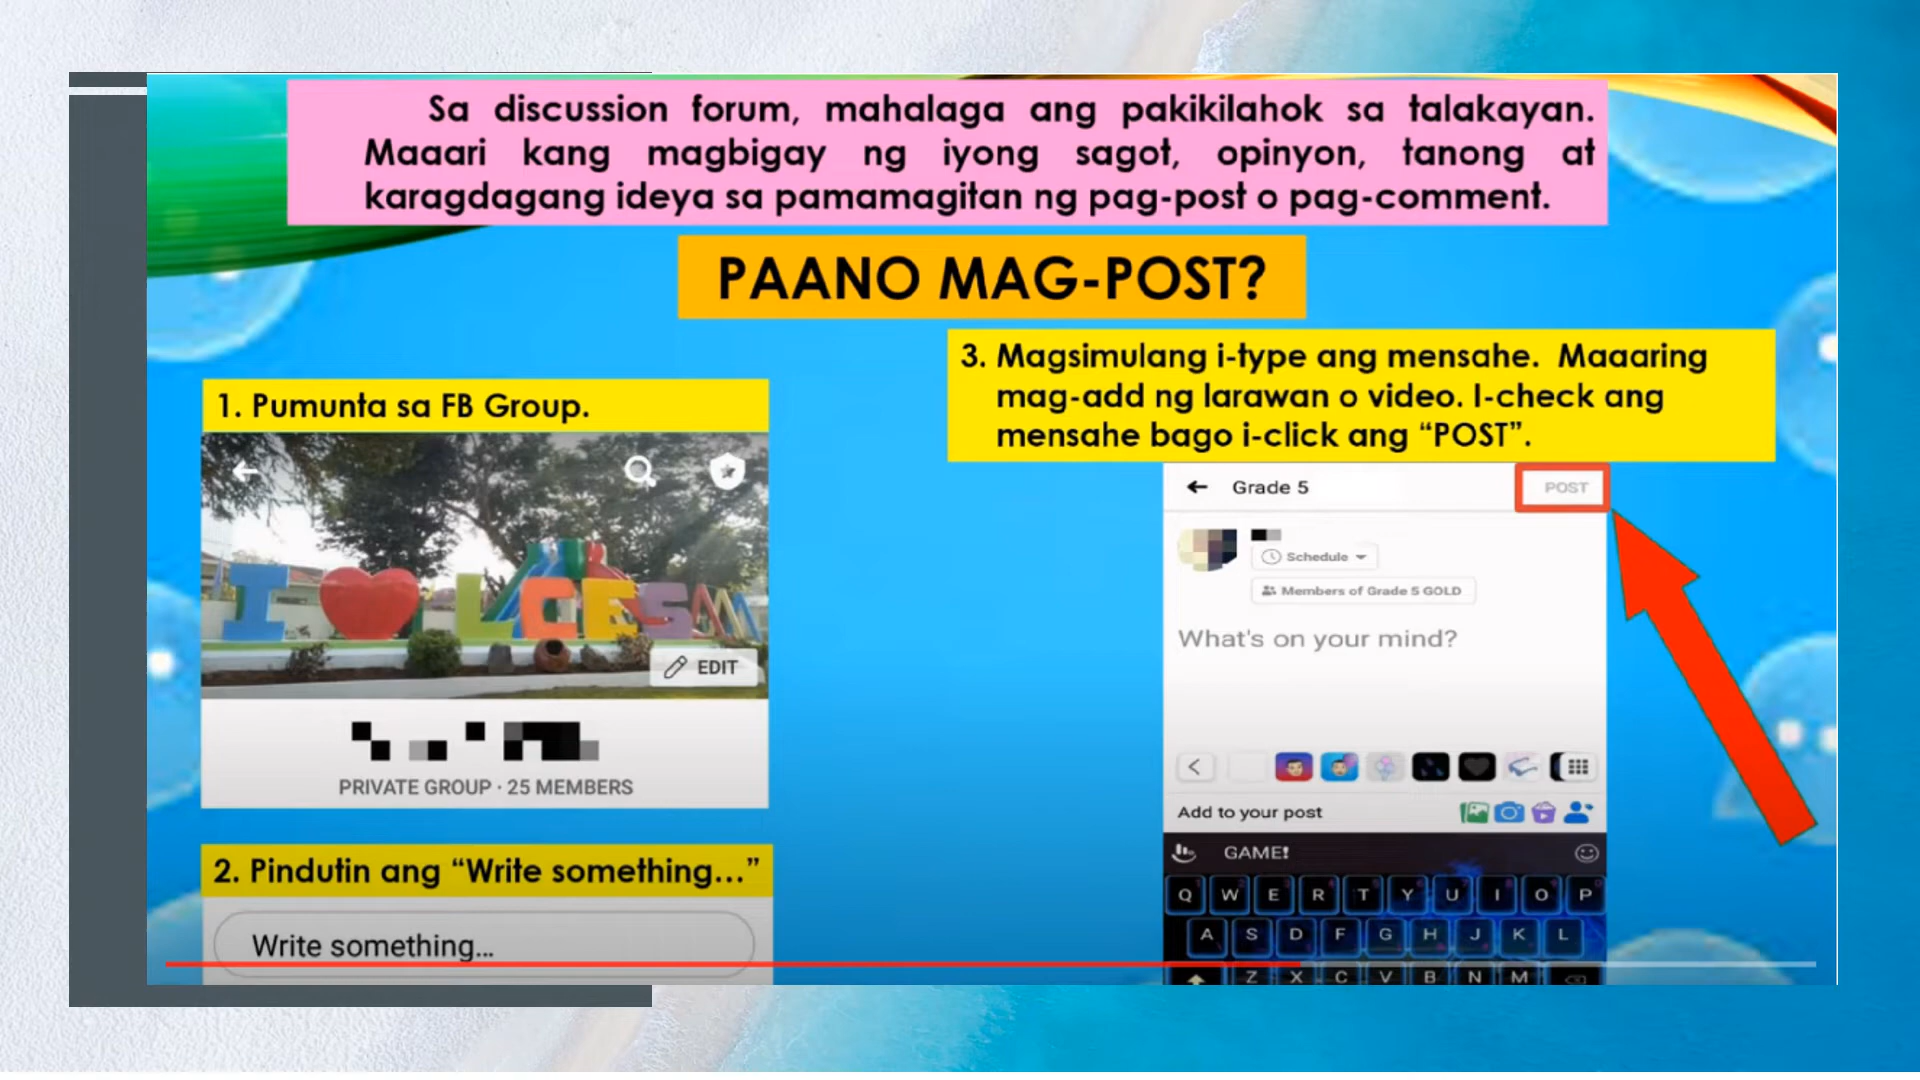 Sa discussion forum, mahalaga ang pakikilahok sa talakayan.
Maaari kang magbigay ng iyong sagot, opinyon, tanong at
karagdagang ideya sa pamamagitan ng pag-post o pag-comment.
PAANO MAG-POST?
1. Pumunta sa FB Group.
I LCESAM
EDIT
PRIVATE GROUP · 25 MEMBERS
2. Pindutin ang “Write something...”
Write something...
3. Magsimulang i-type ang mensahe. Maaaring
mag-add ng larawan o video. I-check ang
mensahe bago i-click ang “POST”.
Grade 5 POST
Schedule
Members of Grade 5 GOLD
What's on your mind?
Add to your post
GAME!
Q W E R T Y U I O P
A S D F G H J K L
Z X C V B N M